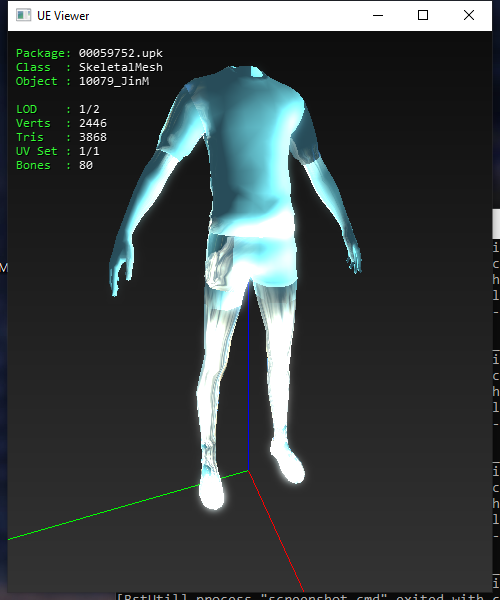 UE Viewer
Package: 00059752.upk
Class : SkeletalMesh
Object : 10079_JinM
LOD : 1/2
Verts : 2446
Tris : 3868
UV Set : 1/1
Bones : 80
M
i
c
h
l
-
i
c
h
l
-
i
c
h
l
-
i
[BstUtil] process "screenshot.cmd" exited with c